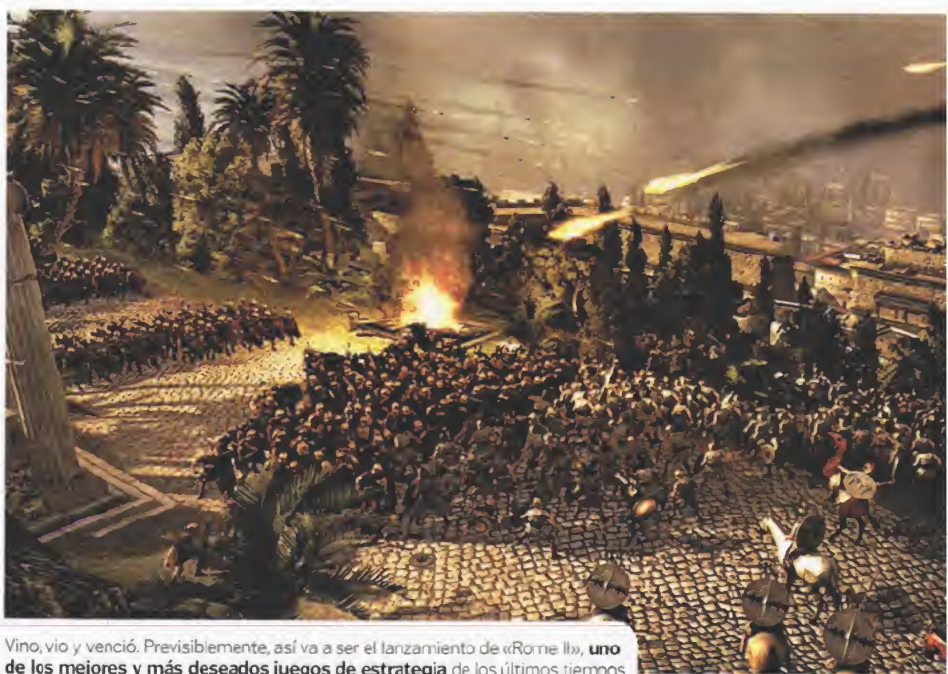 Vino, vio y venció. Previsiblemente, así va a ser el lanzamiento de «Rome II», uno
de los mejores y más deseados juegos de estrategia de los últimos tiempos